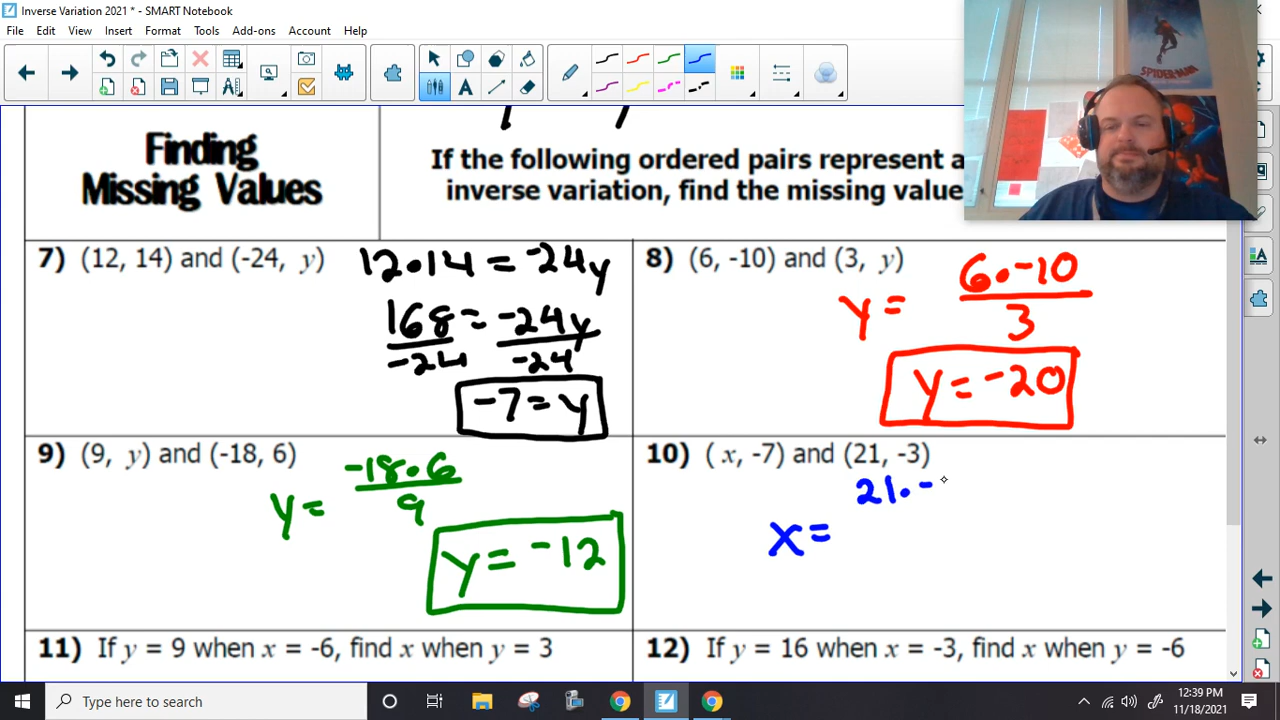 Inverse Variation 2021 * - SMART Notebook
File Edit View Insert Format Tools Add-ons Account Help
SPIDER-MAN
Finding
Missing Values
If the following ordered pairs represent a
inverse variation, find the missing value
7) (12, 14) and (-24, y)
12•14 = -24y
168 = -24y
-24 -24
-7 = y
8) (6, -10) and (3, y)
y = 6•-10
3
y = -20
9) (9, y) and (-18, 6)
y = -18•6
9
y = -12
10) ( x, -7) and (21, -3)
21•-
x =
11) If y = 9 when x = -6, find x when y = 3
12) If y = 16 when x = -3, find x when y = -6
Type here to search
12:39 PM
11/18/2021